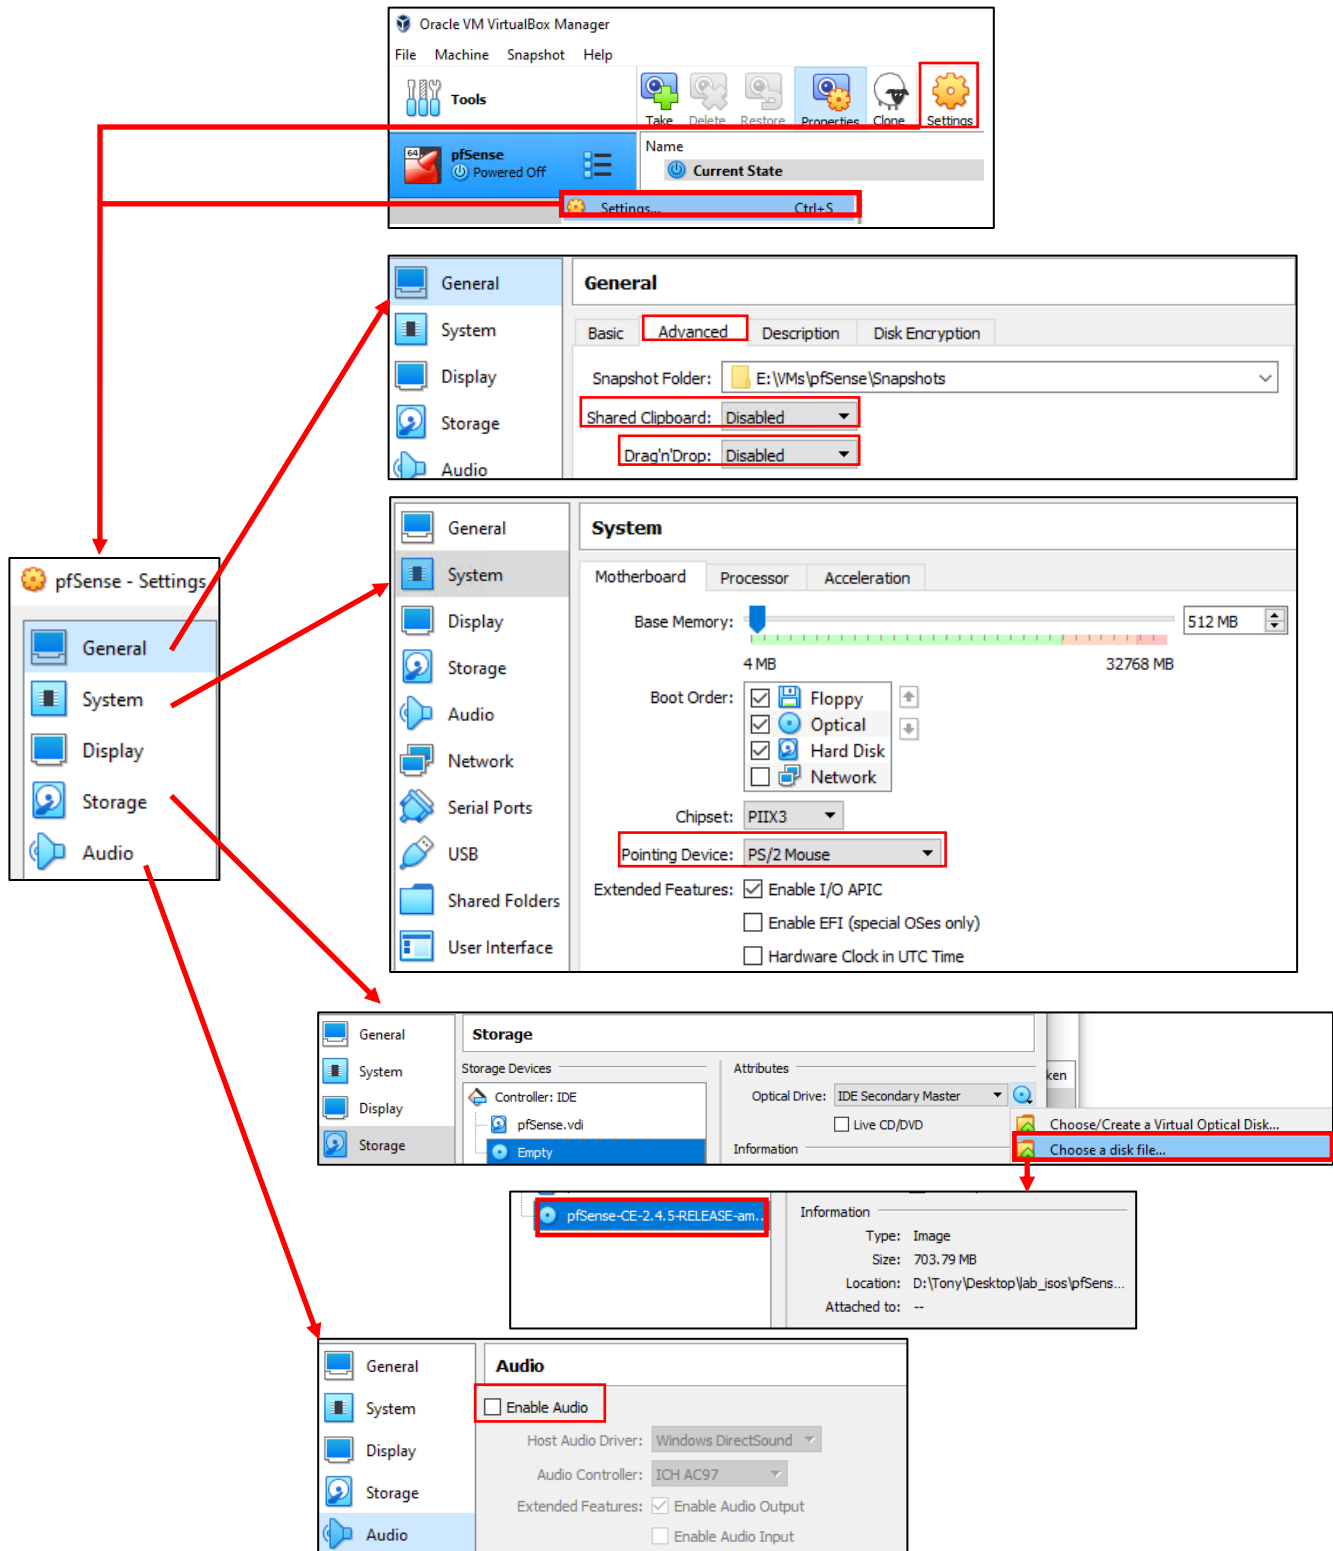 Oracle VM VirtualBox Manager
File Machine Snapshot Help
Tools
Take Delete Restore Properties Clone Settings
64 pfSense
Powered Off
Name
Current State
Settings... Ctrl+S
General
System
Display
Storage
Audio
General
Basic Advanced Description Disk Encryption
Snapshot Folder: E:\VMs\pfSense\Snapshots
Shared Clipboard: Disabled
Drag'n'Drop: Disabled
pfSense - Settings
General
System
Display
Storage
Audio
General
System
Display
Storage
Audio
Network
Serial Ports
USB
Shared Folders
User Interface
System
Motherboard Processor Acceleration
Base Memory: 512 MB
4 MB 32768 MB
Boot Order: Floppy
Optical
Hard Disk
Network
Chipset: PIIX3
Pointing Device: PS/2 Mouse
Extended Features: Enable I/O APIC
Enable EFI (special OSes only)
Hardware Clock in UTC Time
General
System
Display
Storage
Storage
Storage Devices
Controller: IDE
pfSense.vdi
Empty
Attributes
Optical Drive: IDE Secondary Master
Live CD/DVD
Information
ken
Choose/Create a Virtual Optical Disk...
Choose a disk file...
pfSense-CE-2.4.5-RELEASE-am...
Information
Type: Image
Size: 703.79 MB
Location: D:\Tony\Desktop\lab_isos\pfSens...
Attached to: --
General
System
Display
Storage
Audio
Audio
Enable Audio
Host Audio Driver: Windows DirectSound
Audio Controller: ICH AC97
Extended Features: Enable Audio Output
Enable Audio Input